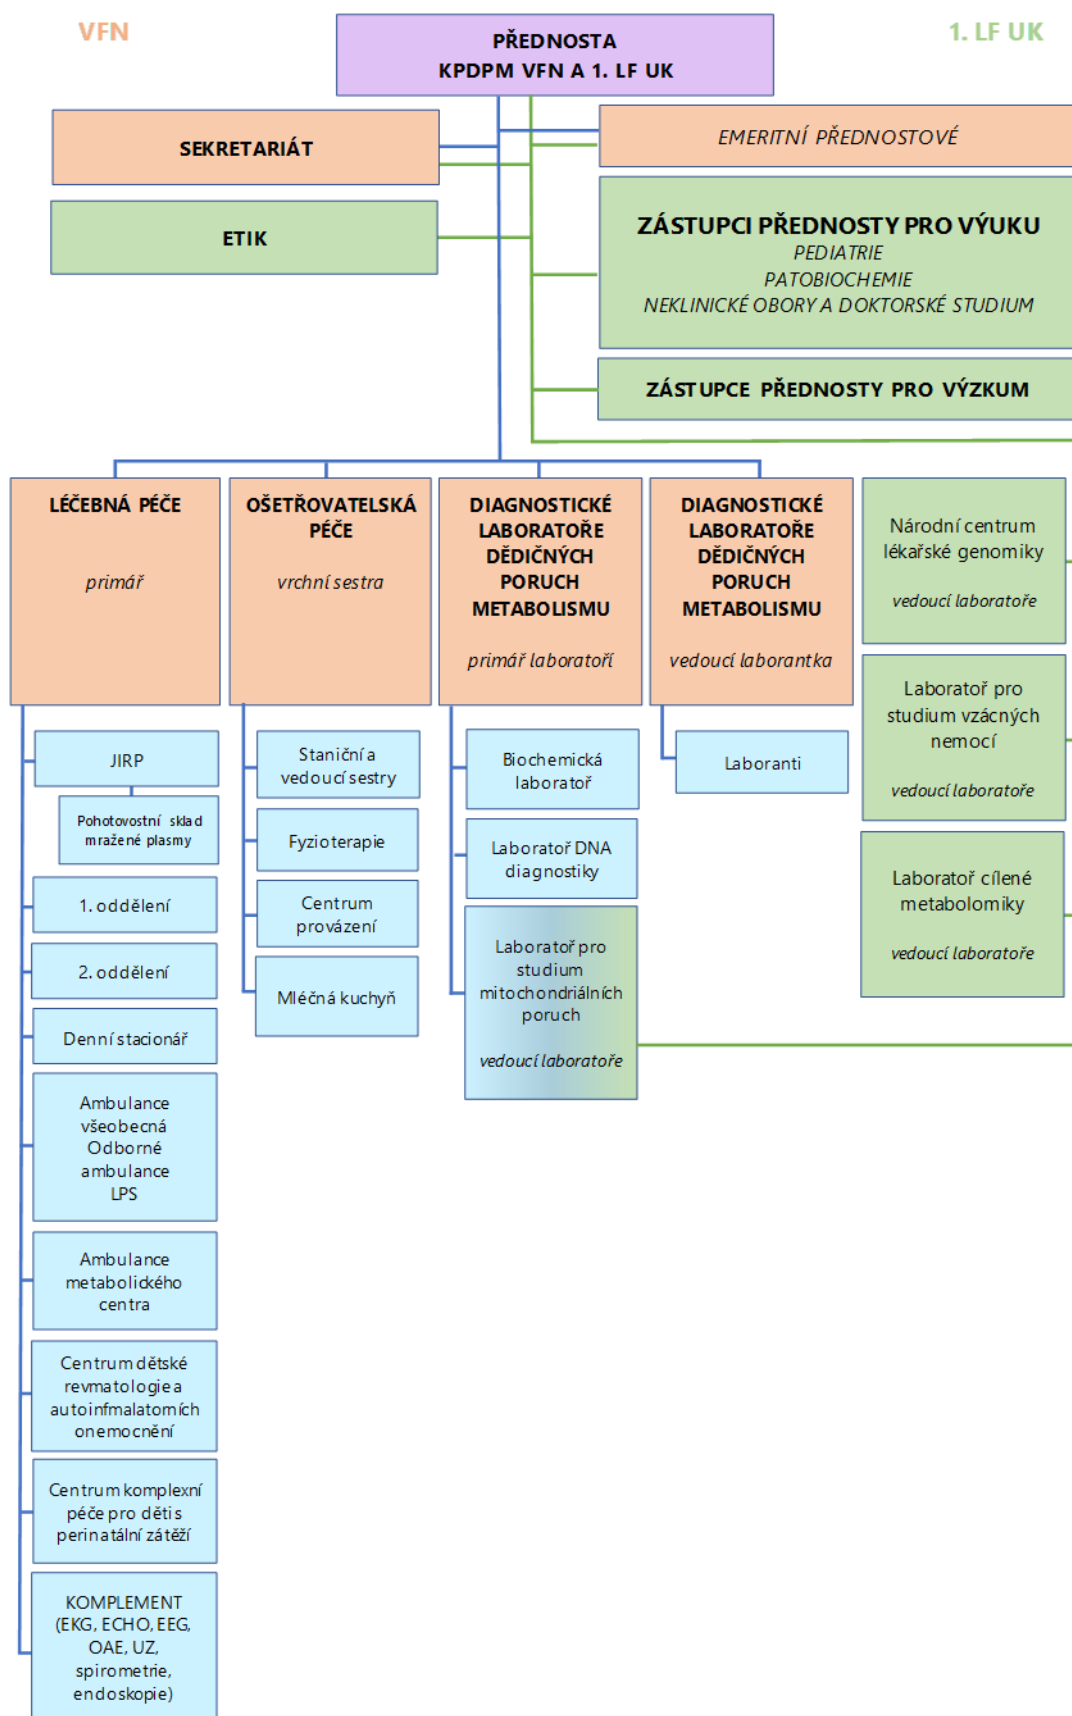 VFN
1. LF UK
PŘEDNOSTA
KPDPM VFN A 1. LF UK
SEKRETARIÁT
EMERITNÍ PŘEDNOSTOVÉ
ETIK
ZÁSTUPCI PŘEDNOSTY PRO VÝUKU
PEDIATRIE
PATOBIOCHEMIE
NEKLINICKÉ OBORY A DOKTORSKÉ STUDIUM
ZÁSTUPCE PŘEDNOSTY PRO VÝZKUM
LÉČEBNÁ PÉČE
primář
OŠETŘOVATELSKÁ
PÉČE
vrchní sestra
DIAGNOSTICKÉ
LABORATOŘE
DĚDIČNÝCH
PORUCH
METABOLISMU
primář laboratoří
DIAGNOSTICKÉ
LABORATOŘE
DĚDIČNÝCH
PORUCH
METABOLISMU
vedoucí laborantka
Národní centrum
lékařské genomiky
vedoucí laboratoře
Laboratoř pro
studium vzácných
nemocí
vedoucí laboratoře
Laboratoř cílené
metabolomiky
vedoucí laboratoře
JIRP
Pohotovostní sklad
mražené plasmy
1. oddělení
2. oddělení
Denní stacionář
Ambulance
všeobecná
Odborné
ambulance
LPS
Ambulance
metabolického
centra
Centrum dětské
revmatologie a
autoinfmalatorních
onemocnění
Centrum komplexní
péče pro děti s
perinatální zátěží
KOMPLEMENT
(EKG, ECHO, EEG,
OAE, UZ,
spirometrie,
endoskopie)
Staniční a
vedoucí sestry
Fyzioterapie
Centrum
provázení
Mléčná kuchyň
Biochemická
laboratoř
Laboratoř DNA
diagnostiky
Laboratoř pro
studium
mitochondriálních
poruch
vedoucí laboratoře
Laboranti